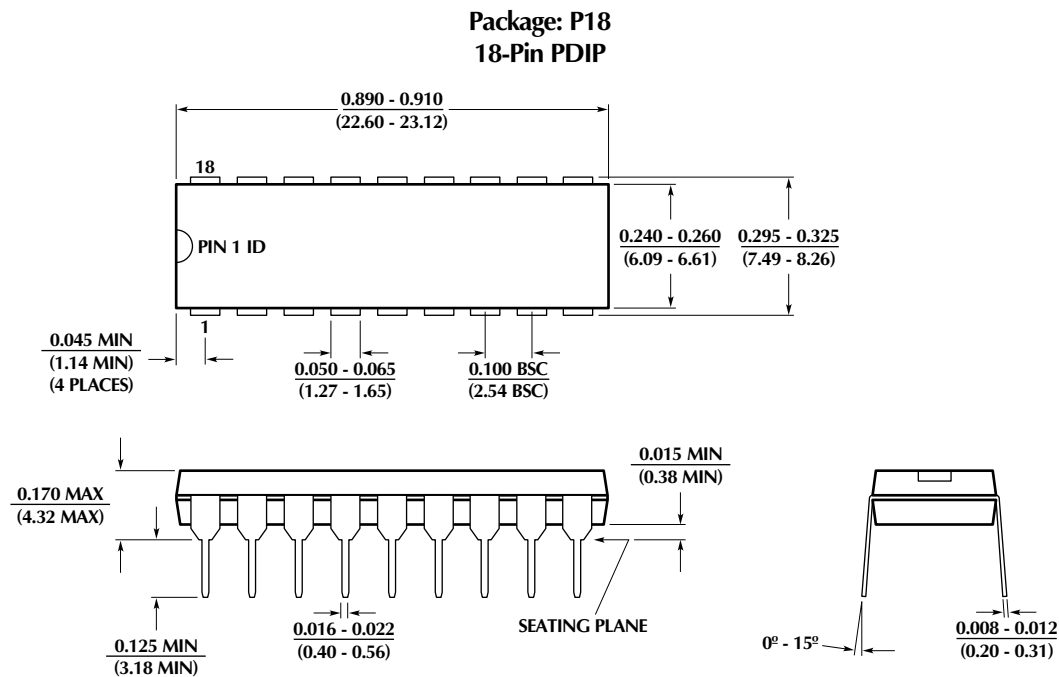 Package: P18
18-Pin PDIP
0.890 - 0.910
(22.60 - 23.12)
18
PIN 1 ID
0.240 - 0.260
(6.09 - 6.61)
0.295 - 0.325
(7.49 - 8.26)
1
0.045 MIN
(1.14 MIN)
(4 PLACES)
0.050 - 0.065
(1.27 - 1.65)
0.100 BSC
(2.54 BSC)
0.015 MIN
(0.38 MIN)
0.170 MAX
(4.32 MAX)
SEATING PLANE
0.016 - 0.022
(0.40 - 0.56)
0.125 MIN
(3.18 MIN)
0º - 15º
0.008 - 0.012
(0.20 - 0.31)